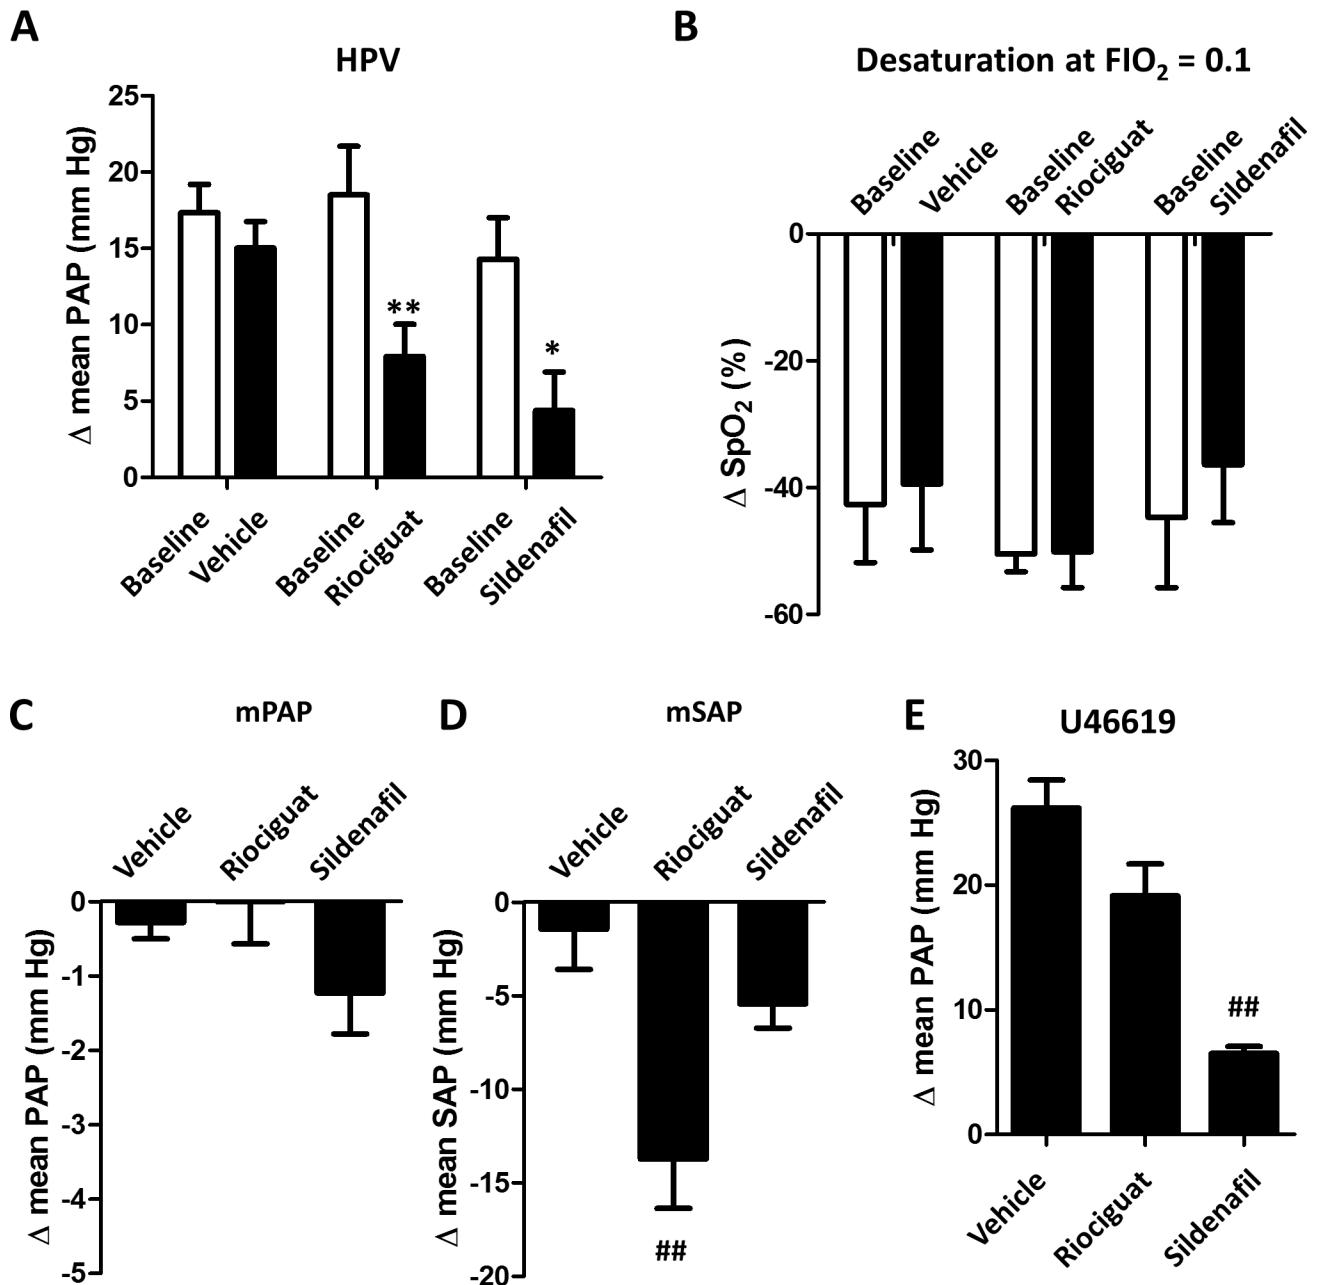 A
HPV
Δ mean PAP (mm Hg)
25
20
15
10
5
0
**
*
Baseline
Vehicle
Baseline
Riociguat
Baseline
Sildenafil
B
Desaturation at FIO₂ = 0.1
Baseline
Vehicle
Baseline
Riociguat
Baseline
Sildenafil
Δ SpO₂ (%)
0
-20
-40
-60
C
mPAP
Vehicle
Riociguat
Sildenafil
Δ mean PAP (mm Hg)
0
-1
-2
-3
-4
-5
D
mSAP
Vehicle
Riociguat
Sildenafil
Δ mean SAP (mm Hg)
0
-5
-10
-15
-20
##
E
U46619
Δ mean PAP (mm Hg)
30
20
10
0
##
Vehicle
Riociguat
Sildenafil